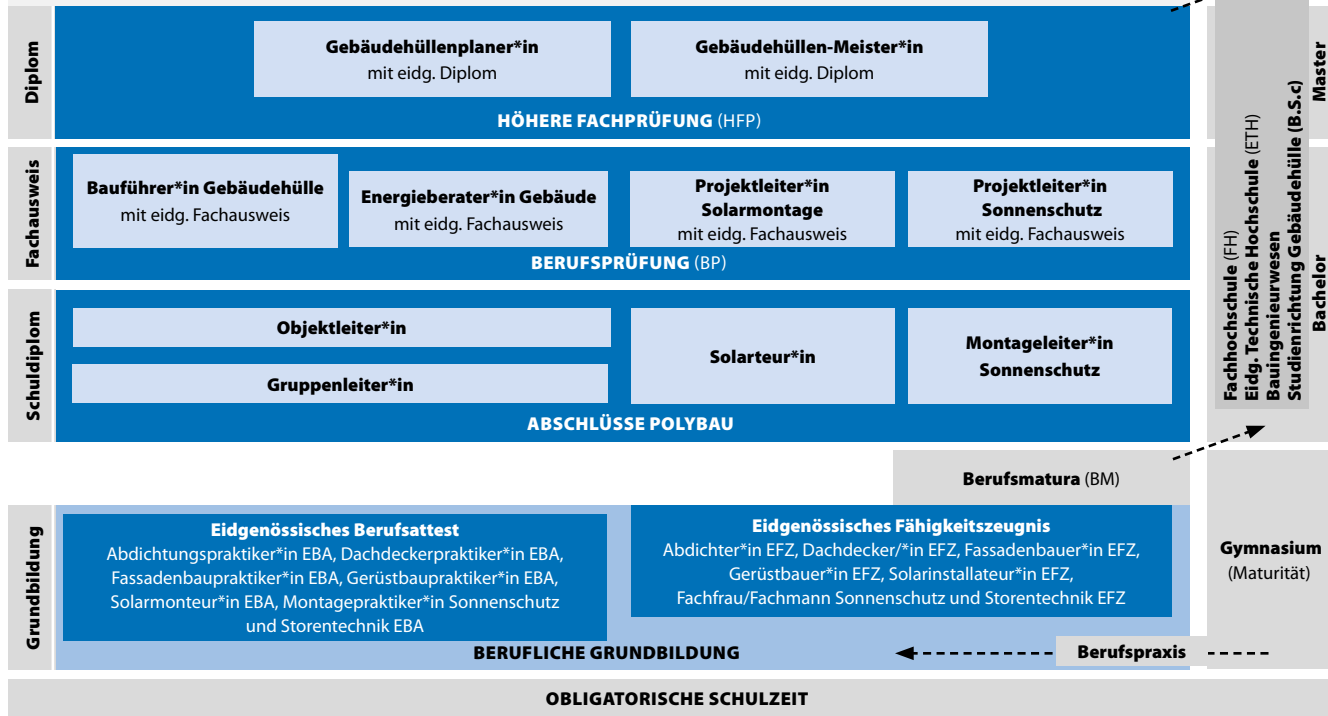 Diplom
Gebäudehüllenplaner*in
mit eidg. Diplom
Gebäudehüllen-Meister*in
mit eidg. Diplom
HÖHERE FACHPRÜFUNG (HFP)
Master
Fachausweis
Bauführer*in Gebäudehülle
mit eidg. Fachausweis
Energieberater*in Gebäude
mit eidg. Fachausweis
Projektleiter*in
Solarmontage
mit eidg. Fachausweis
Projektleiter*in
Sonnenschutz
mit eidg. Fachausweis
BERUFSPRÜFUNG (BP)
Fachhochschule (FH)
Eidg. Technische Hochschule (ETH)
Bauingenieurwesen
Studienrichtung Gebäudehülle (B.S.c)
Bachelor
Schuldiplom
Objektleiter*in
Gruppenleiter*in
Solarteur*in
Montageleiter*in
Sonnenschutz
ABSCHLÜSSE POLYBAU
Berufsmatura (BM)
Grundbildung
Eidgenössisches Berufsattest
Abdichtungspraktiker*in EBA, Dachdeckerpraktiker*in EBA,
Fassadenbaupraktiker*in EBA, Gerüstbaupraktiker*in EBA,
Solarmonteur*in EBA, Montagepraktiker*in Sonnenschutz
und Storentechnik EBA
Eidgenössisches Fähigkeitszeugnis
Abdichter*in EFZ, Dachdecker/*in EFZ, Fassadenbauer*in EFZ,
Gerüstbauer*in EFZ, Solarinstallateur*in EFZ,
Fachfrau/Fachmann Sonnenschutz und Storentechnik EFZ
Gymnasium
(Maturität)
BERUFLICHE GRUNDBILDUNG
Berufspraxis
OBLIGATORISCHE SCHULZEIT